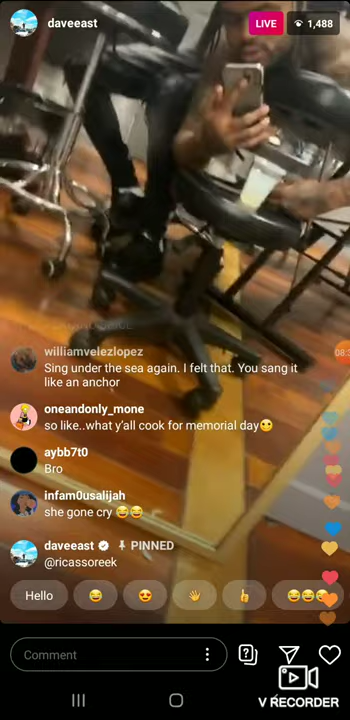 daveeast
LIVE
1,488
williamvelezlopez
Sing under the sea again. I felt that. You sang it
like an anchor
08:
oneandonly_mone
so like..what y'all cook for memorial day😶
aybb7t0
Bro
infam0usalijah
she gone cry 😂😂
daveeast PINNED
@ricassoreek
Hello 😂 😍 👋 👍 😂😂😂
Comment
V RECORDER